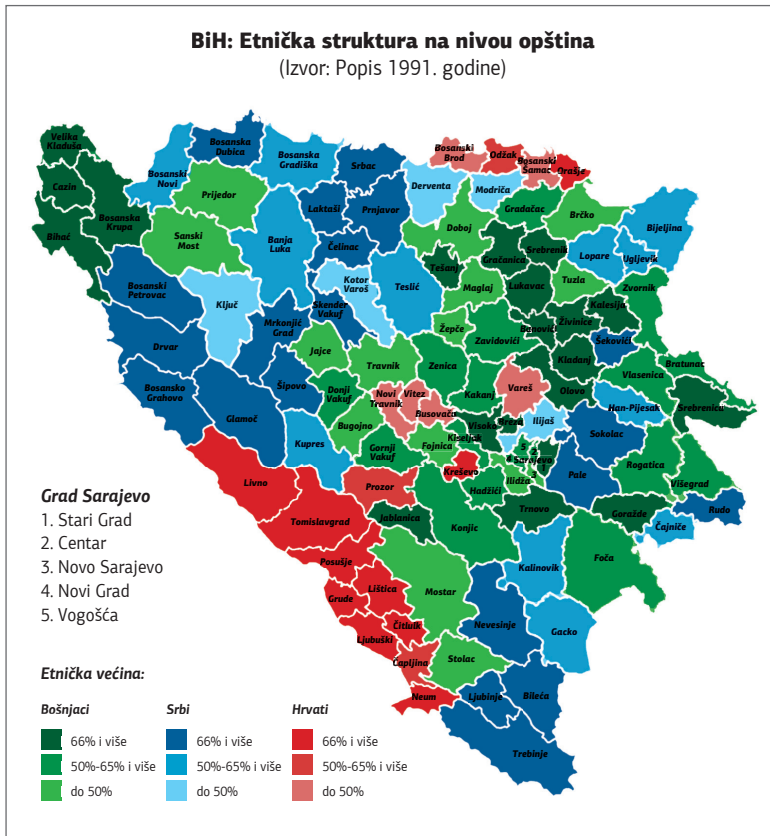 BiH: Etnička struktura na nivou opština
(Izvor: Popis 1991. godine)
Velika
Kladuša
Cazin
Bihać
Bosanska
Krupa
Bosanski
Novi
Bosanska
Dubica
Prijedor
Sanski
Most
Bosanska
Gradiška
Banja
Luka
Laktaši
Srbac
Prnjavor
Čelinac
Derventa
Bosanski
Brod
Odžak
Modriča
Bosanski
Šamac
Orašje
Gradačac
Doboj
Brčko
Bijeljina
Lopare
Ugljevik
Gračanica
Srebrenik
Tešanj
Lukavac
Tuzla
Zvornik
Maglaj
Kalesija
Teslić
Kotor
Varoš
Skender
Vakuf
Bosanski
Petrovac
Ključ
Mrkonjić
Grad
Drvar
Bosansko
Grahovo
Glamoč
Šipovo
Jajce
Travnik
Žepče
Zavidovići
Banovići
Živinice
Šekovići
Kladanj
Vlasenica
Bratunac
Srebrenica
Zenica
Kakanj
Vareš
Olovo
Han-Pijesak
Donji
Vakuf
Novi
Travnik
Vitez
Busovača
Bugojno
Kupres
Gornji
Vakuf
Fojnica
Kiseljak
Visoko
Breza
Ilijaš
Sokolac
Kreševo
Sarajevo
5
2
1
4
3
Ilidža
Hadžići
Pale
Rogatica
Višegrad
Livno
Prozor
Tomislavgrad
Jablanica
Konjic
Trnovo
Goražde
Rudo
Čajniče
Foča
Posušje
Lištica
Grude
Mostar
Kalinovik
Čitluk
Ljubuški
Nevesinje
Gacko
Čapljina
Stolac
Neum
Ljubinje
Bileća
Trebinje
Grad Sarajevo
1. Stari Grad
2. Centar
3. Novo Sarajevo
4. Novi Grad
5. Vogošća
Etnička većina:
Bošnjaci Srbi Hrvati
66% i više 66% i više 66% i više
50%-65% i više 50%-65% i više 50%-65% i više
do 50% do 50% do 50%